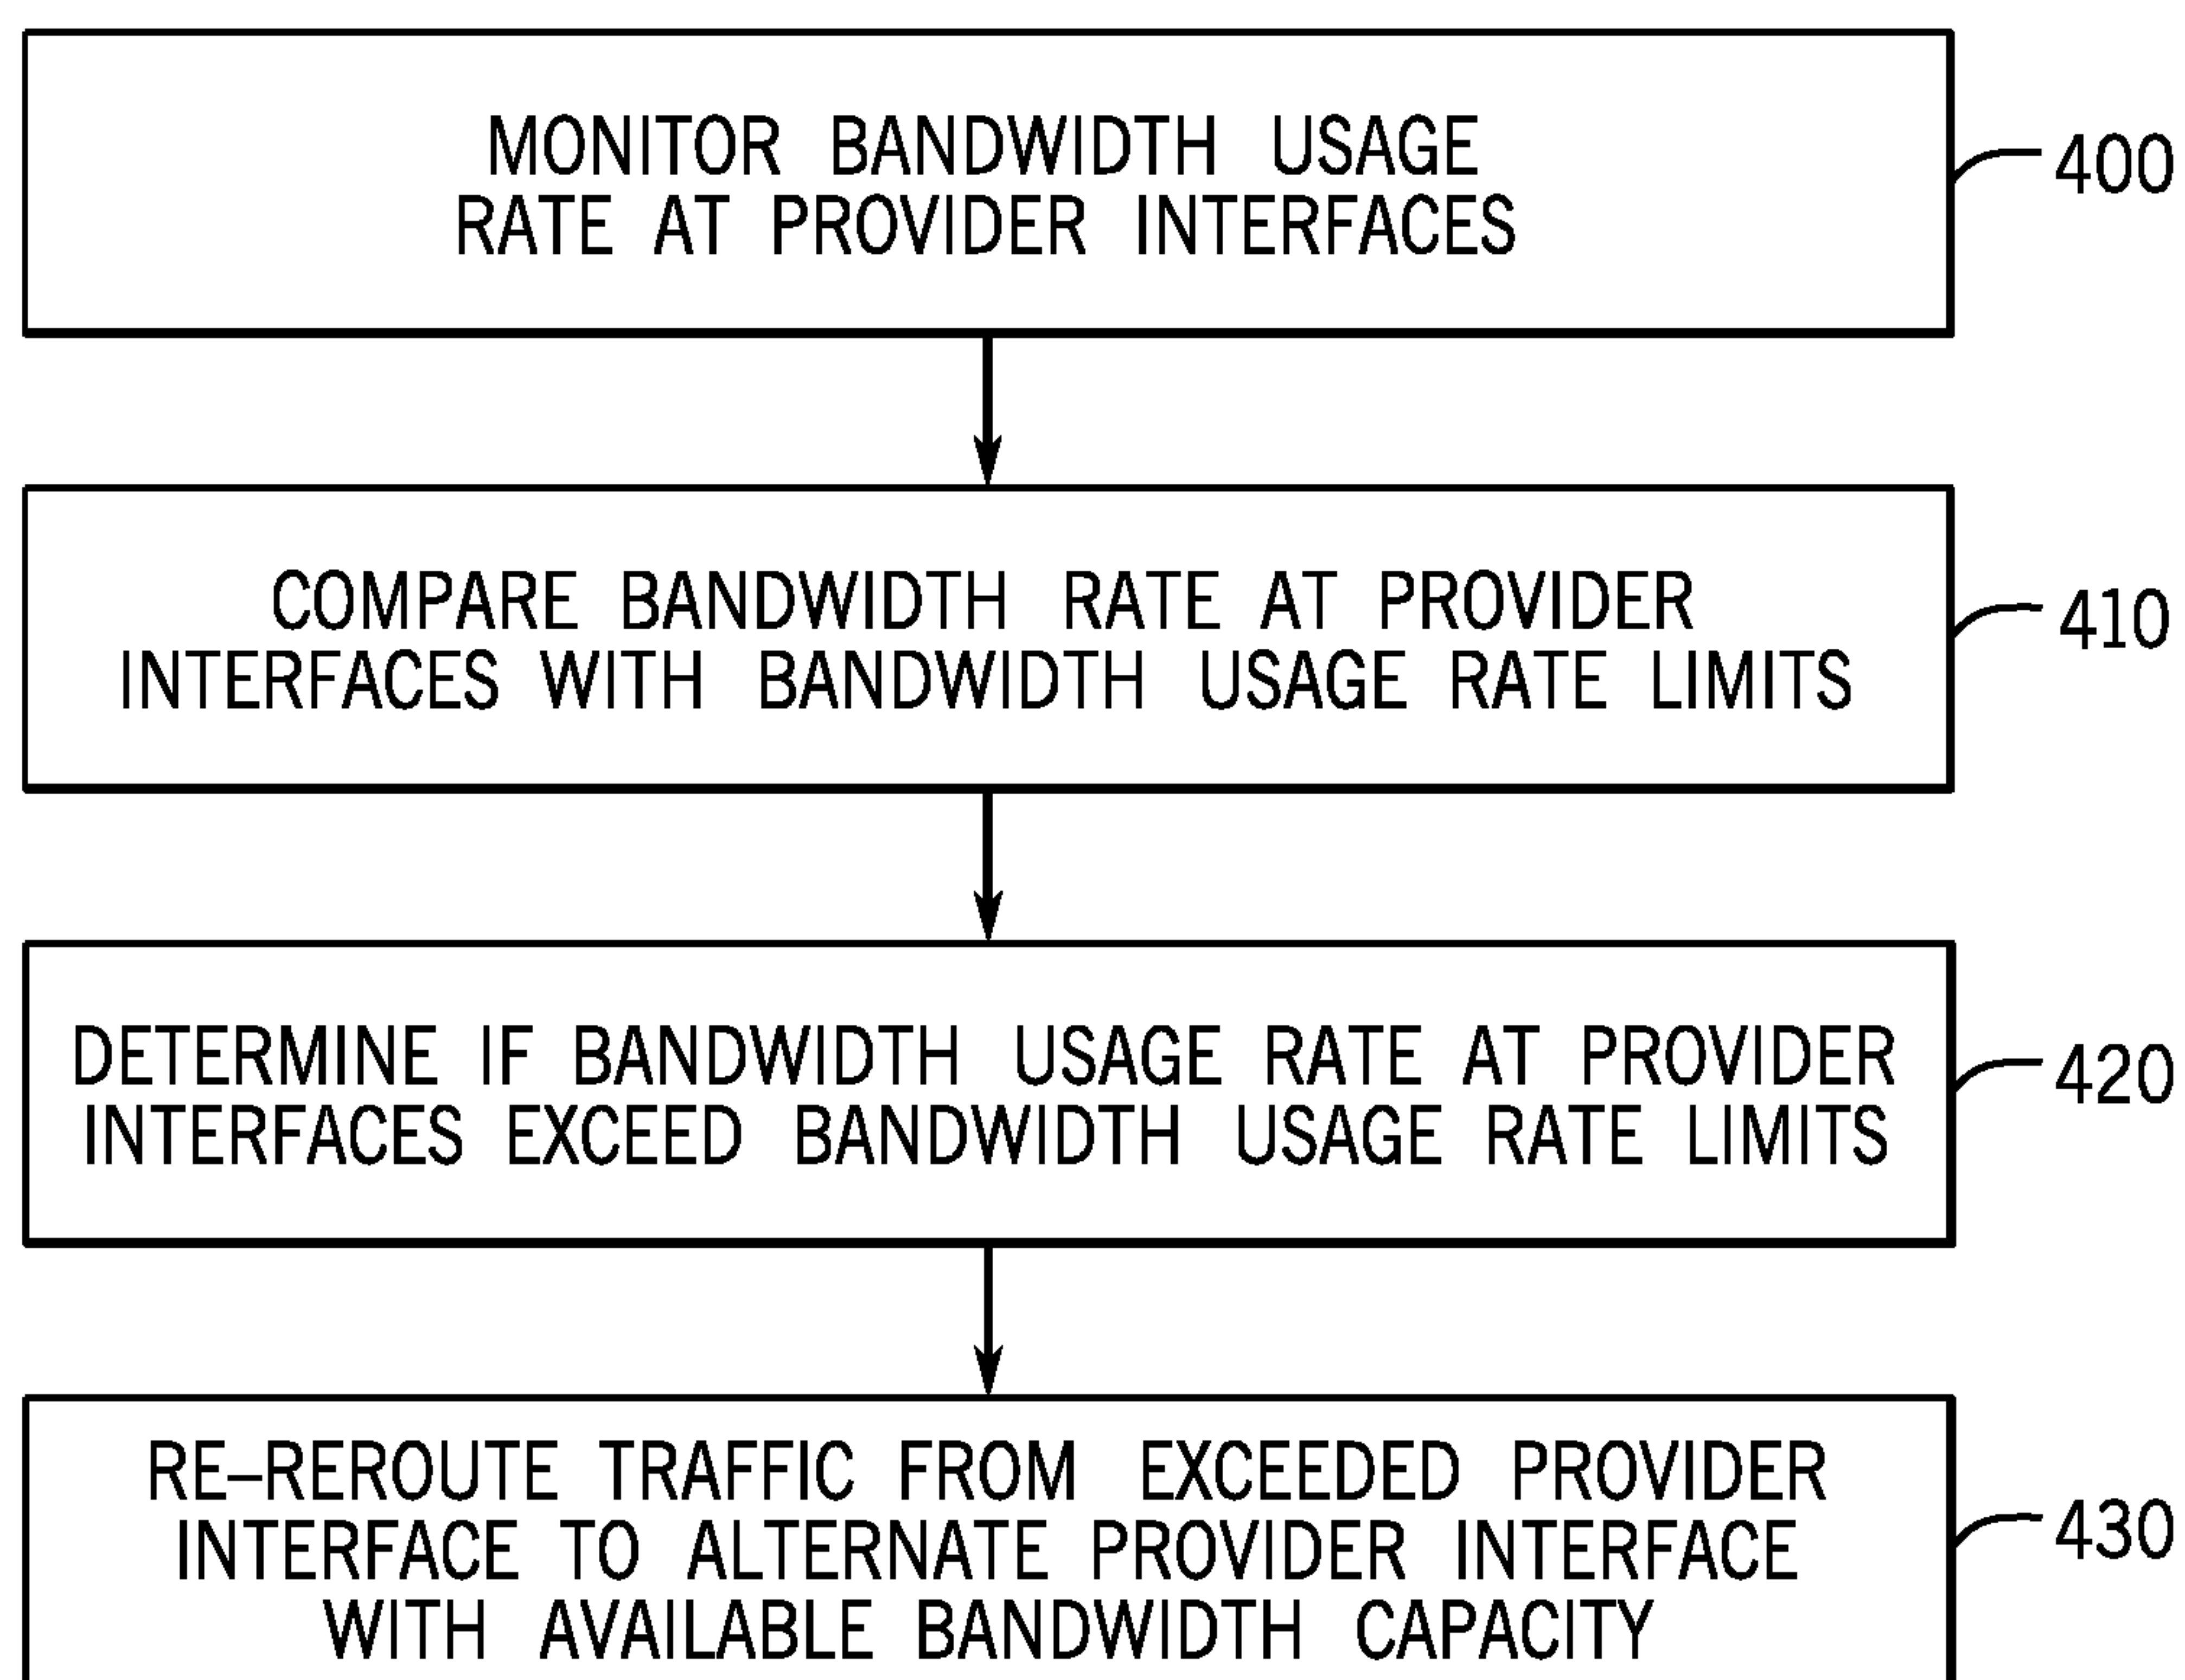 MONITOR BANDWIDTH USAGE
RATE AT PROVIDER INTERFACES
400
COMPARE BANDWIDTH RATE AT PROVIDER
INTERFACES WITH BANDWIDTH USAGE RATE LIMITS
410
DETERMINE IF BANDWIDTH USAGE RATE AT PROVIDER
INTERFACES EXCEED BANDWIDTH USAGE RATE LIMITS
420
RE–REROUTE TRAFFIC FROM EXCEEDED PROVIDER
INTERFACE TO ALTERNATE PROVIDER INTERFACE
WITH AVAILABLE BANDWIDTH CAPACITY
430